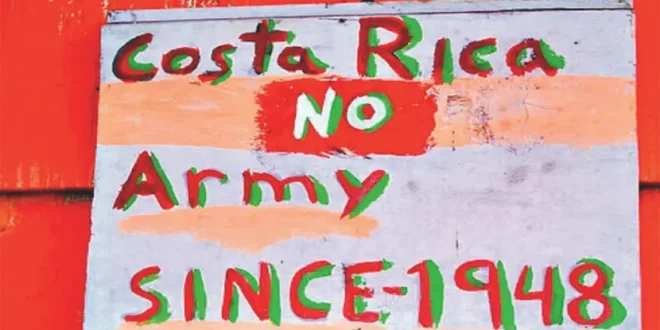 Costa Rica
NO
Army
SINCE-1948